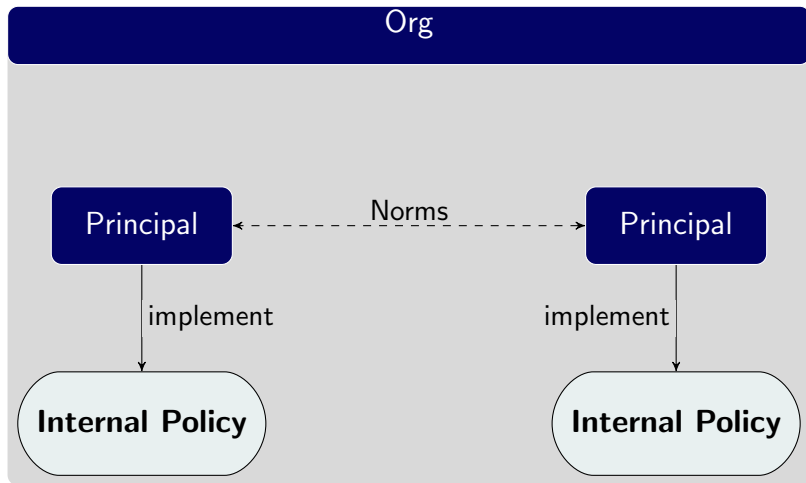 Org
Principal
Norms
Principal
implement
implement
Internal Policy
Internal Policy